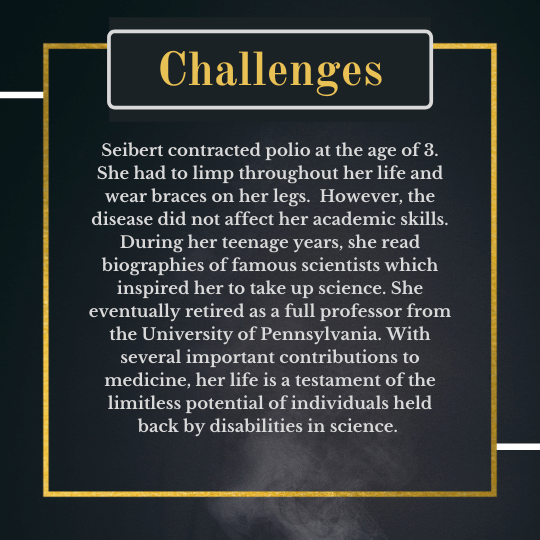 Challenges
Seibert contracted polio at the age of 3.
She had to limp throughout her life and
wear braces on her legs.  However, the
disease did not affect her academic skills.
During her teenage years, she read
biographies of famous scientists which
inspired her to take up science. She
eventually retired as a full professor from
the University of Pennsylvania. With
several important contributions to
medicine, her life is a testament of the
limitless potential of individuals held
back by disabilities in science.